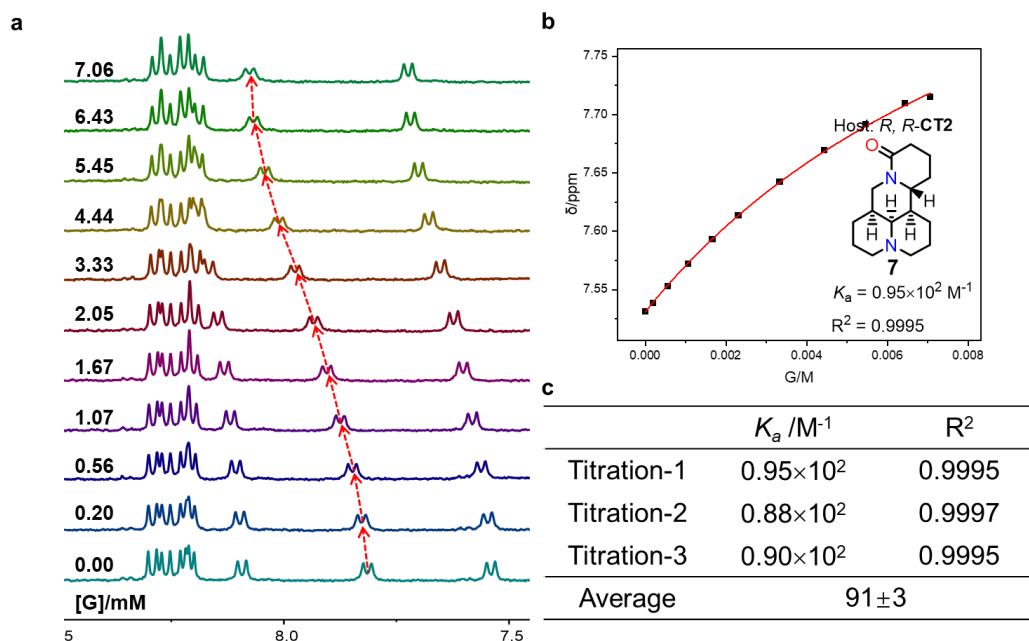 a
7.06
6.43
5.45
4.44
3.33
2.05
1.67
1.07
0.56
0.20
0.00
[G]/mM
5 8.0 7.5
b
7.75
7.70
7.65
7.60
7.55
δ/ppm
0.000 0.002 0.004 0.006 0.008
G/M
Host: R, R-CT2
O
N
H
H
H
H
N
7
Ka = 0.95×10² M⁻¹
R² = 0.9995
c
Ka /M⁻¹ R²
Titration-1 0.95×10² 0.9995
Titration-2 0.88×10² 0.9997
Titration-3 0.90×10² 0.9995
Average 91±3